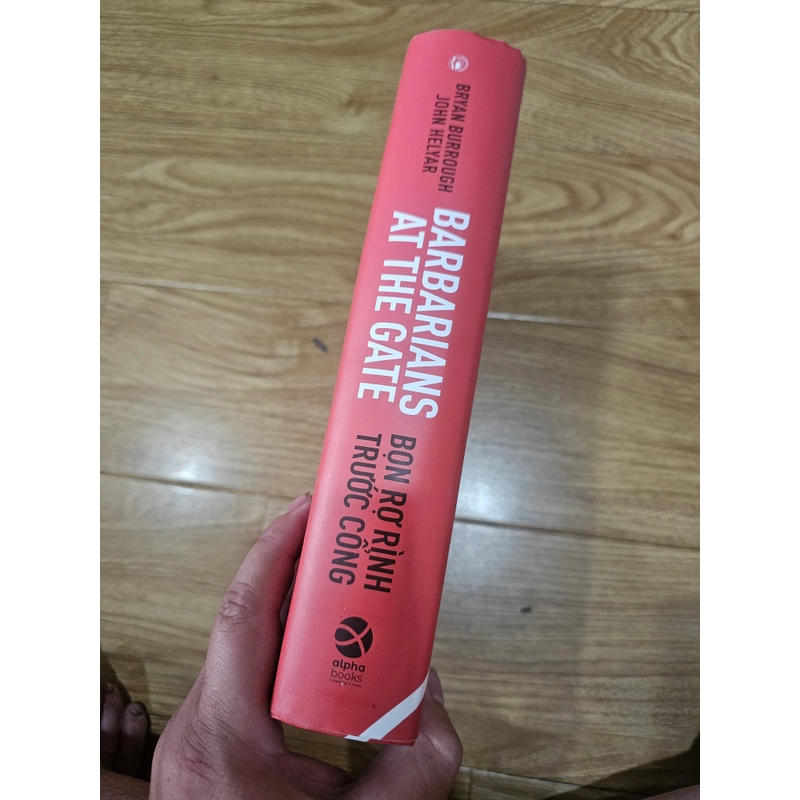 BRYAN BURROUGH
JOHN HELYAR
BARBARIANS
AT THE GATE
BỌN RỢ RÌNH
TRƯỚC CỔNG
alpha
books